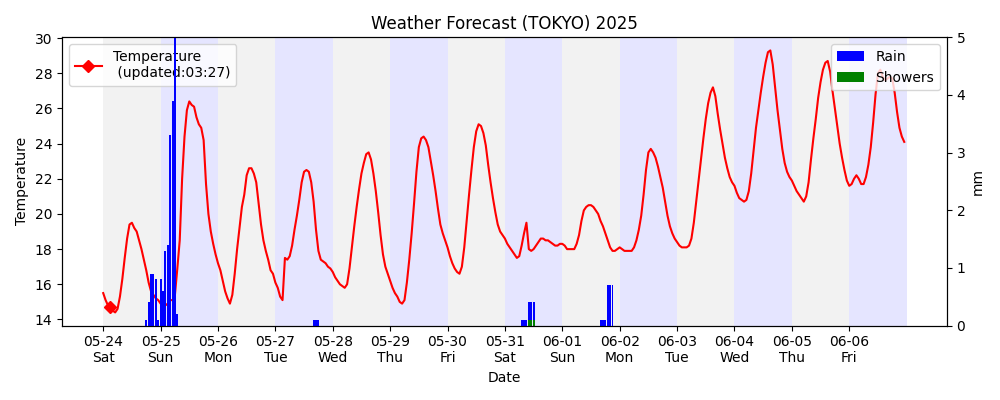 Weather Forecast (TOKYO) 2025
Temperature
(updated:03:27)
Rain
Showers
30
28
26
24
22
20
18
16
14
Temperature
5
4
3
2
1
0
mm
05-24 05-25 05-26 05-27 05-28 05-29 05-30 05-31 06-01 06-02 06-03 06-04 06-05 06-06
Sat Sun Mon Tue Wed Thu Fri Sat Sun Mon Tue Wed Thu Fri
Date